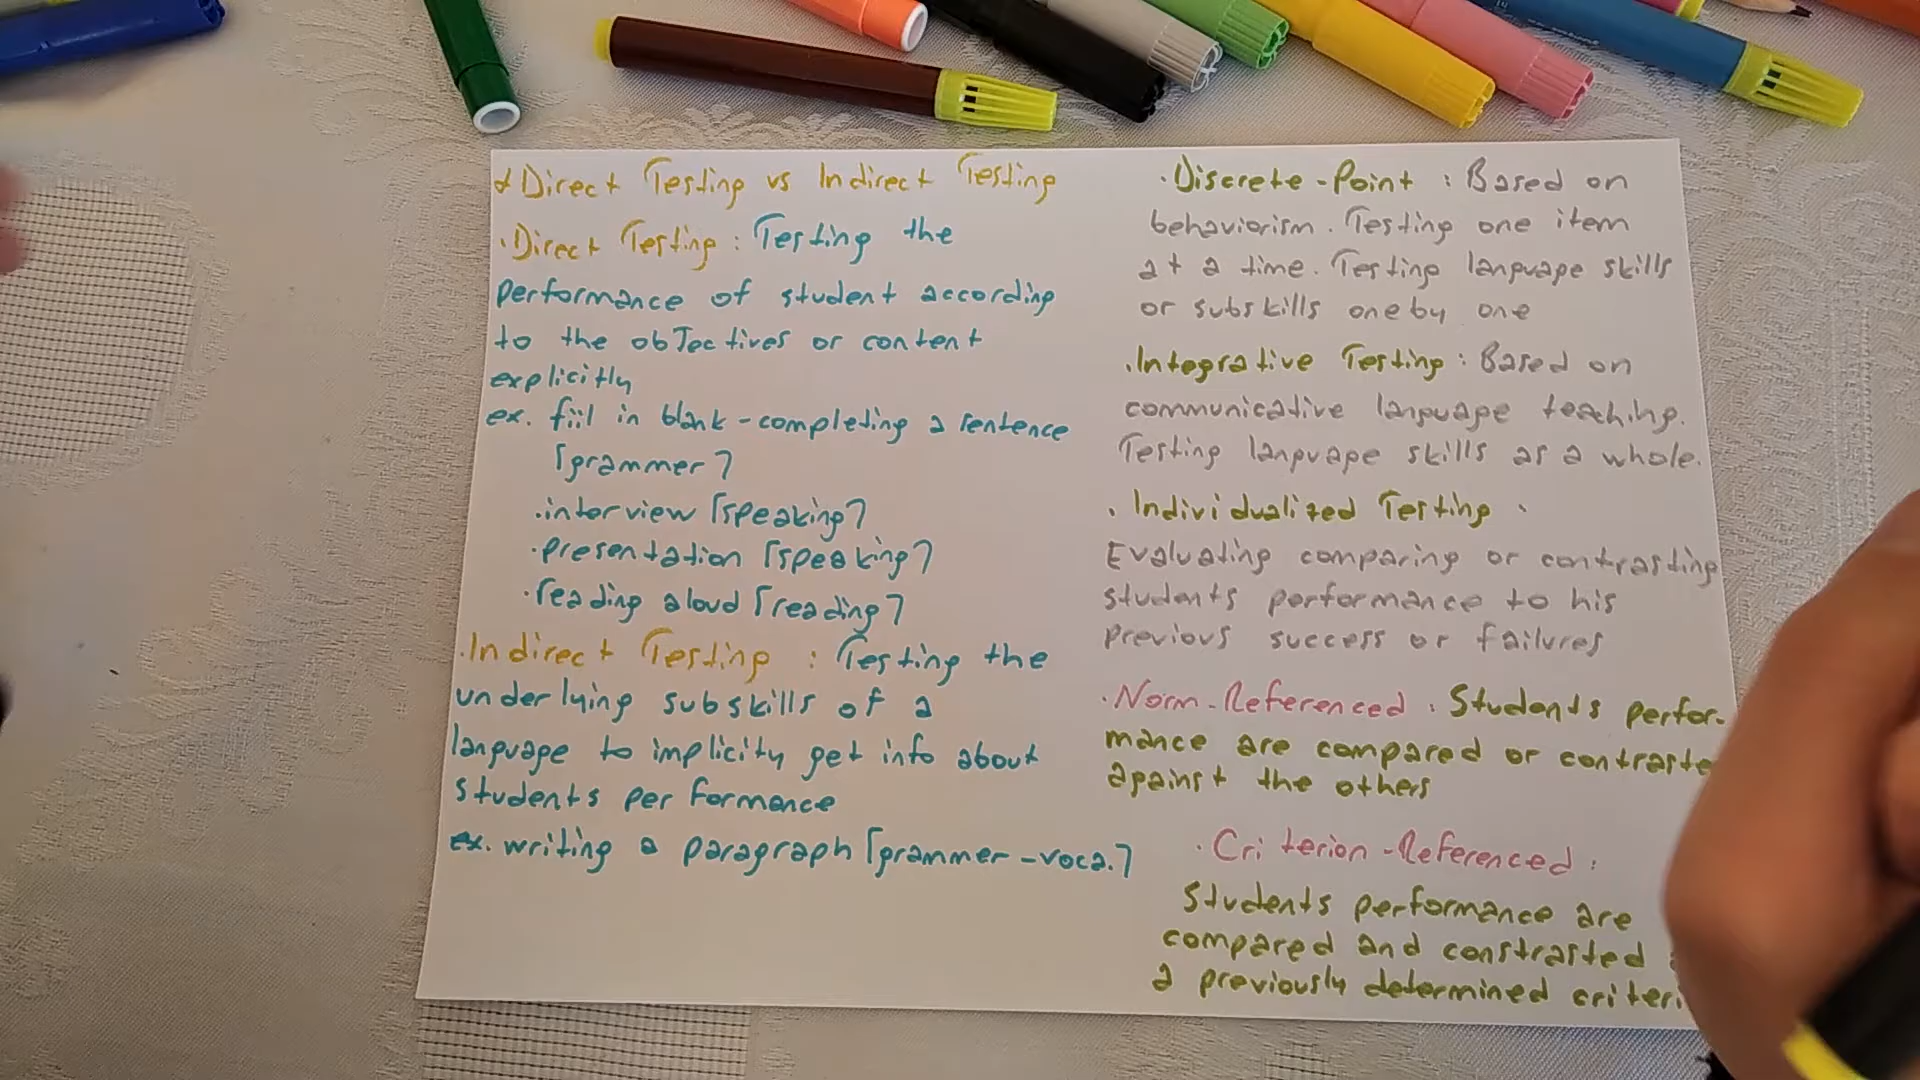 Direct Testing vs Indirect Testing
·Direct Testing : Testing the
performance of student according
to the obJectives or content
explicitly
ex. fiil in blank - completing a sentence
[grammer]
·interview [speaking]
·presentation [speaking]
·reading aloud [reading]
·Indirect Testing : Testing the
underlying subskills of a
language to implicity get info about
students performance
ex. writing a paragraph [grammer - voca.]
·Discrete-Point : Based on
behaviorism. Testing one item
at a time. Testing language skills
or subskills one by one
·Integrative Testing : Based on
communicative language teaching.
Testing language skills as a whole.
·Individualized Testing
Evaluating comparing or contrasting
students performance to his
previous success or failures
·Norm-Referenced : Students perfor-
mance are compared or contraste
against the others
·Criterion-Referenced :
Students performance are
compared and constrasted
a previously determined criteri